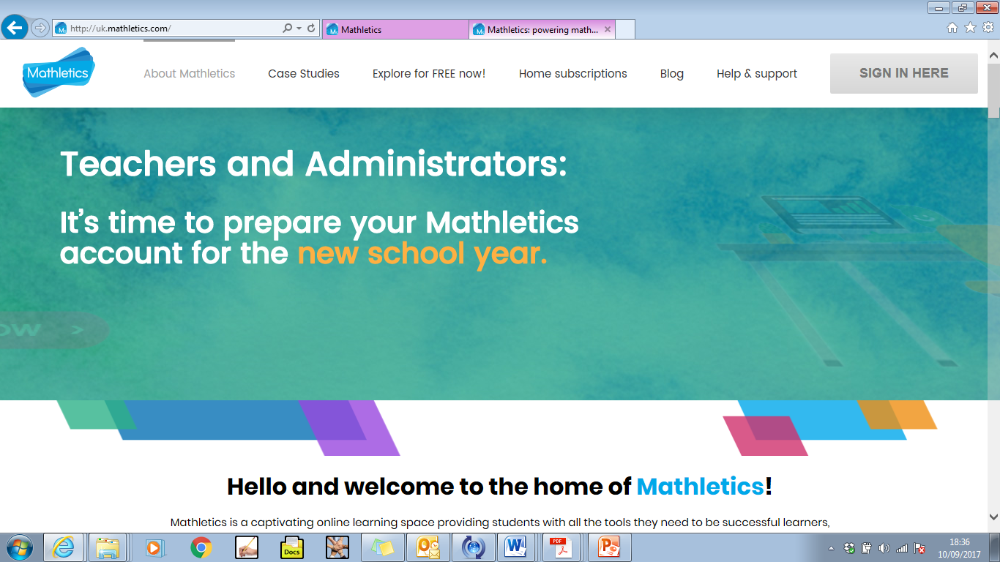 http://uk.mathletics.com/
Mathletics
Mathletics: powering math...
Mathletics
About Mathletics
Case Studies
Explore for FREE now!
Home subscriptions
Blog
Help & support
SIGN IN HERE
Teachers and Administrators:
It's time to prepare your Mathletics
account for the new school year.
OW >
Hello and welcome to the home of Mathletics!
Mathletics is a captivating online learning space providing students with all the tools they need to be successful learners,
Docs
PDF
18:36
10/09/2017